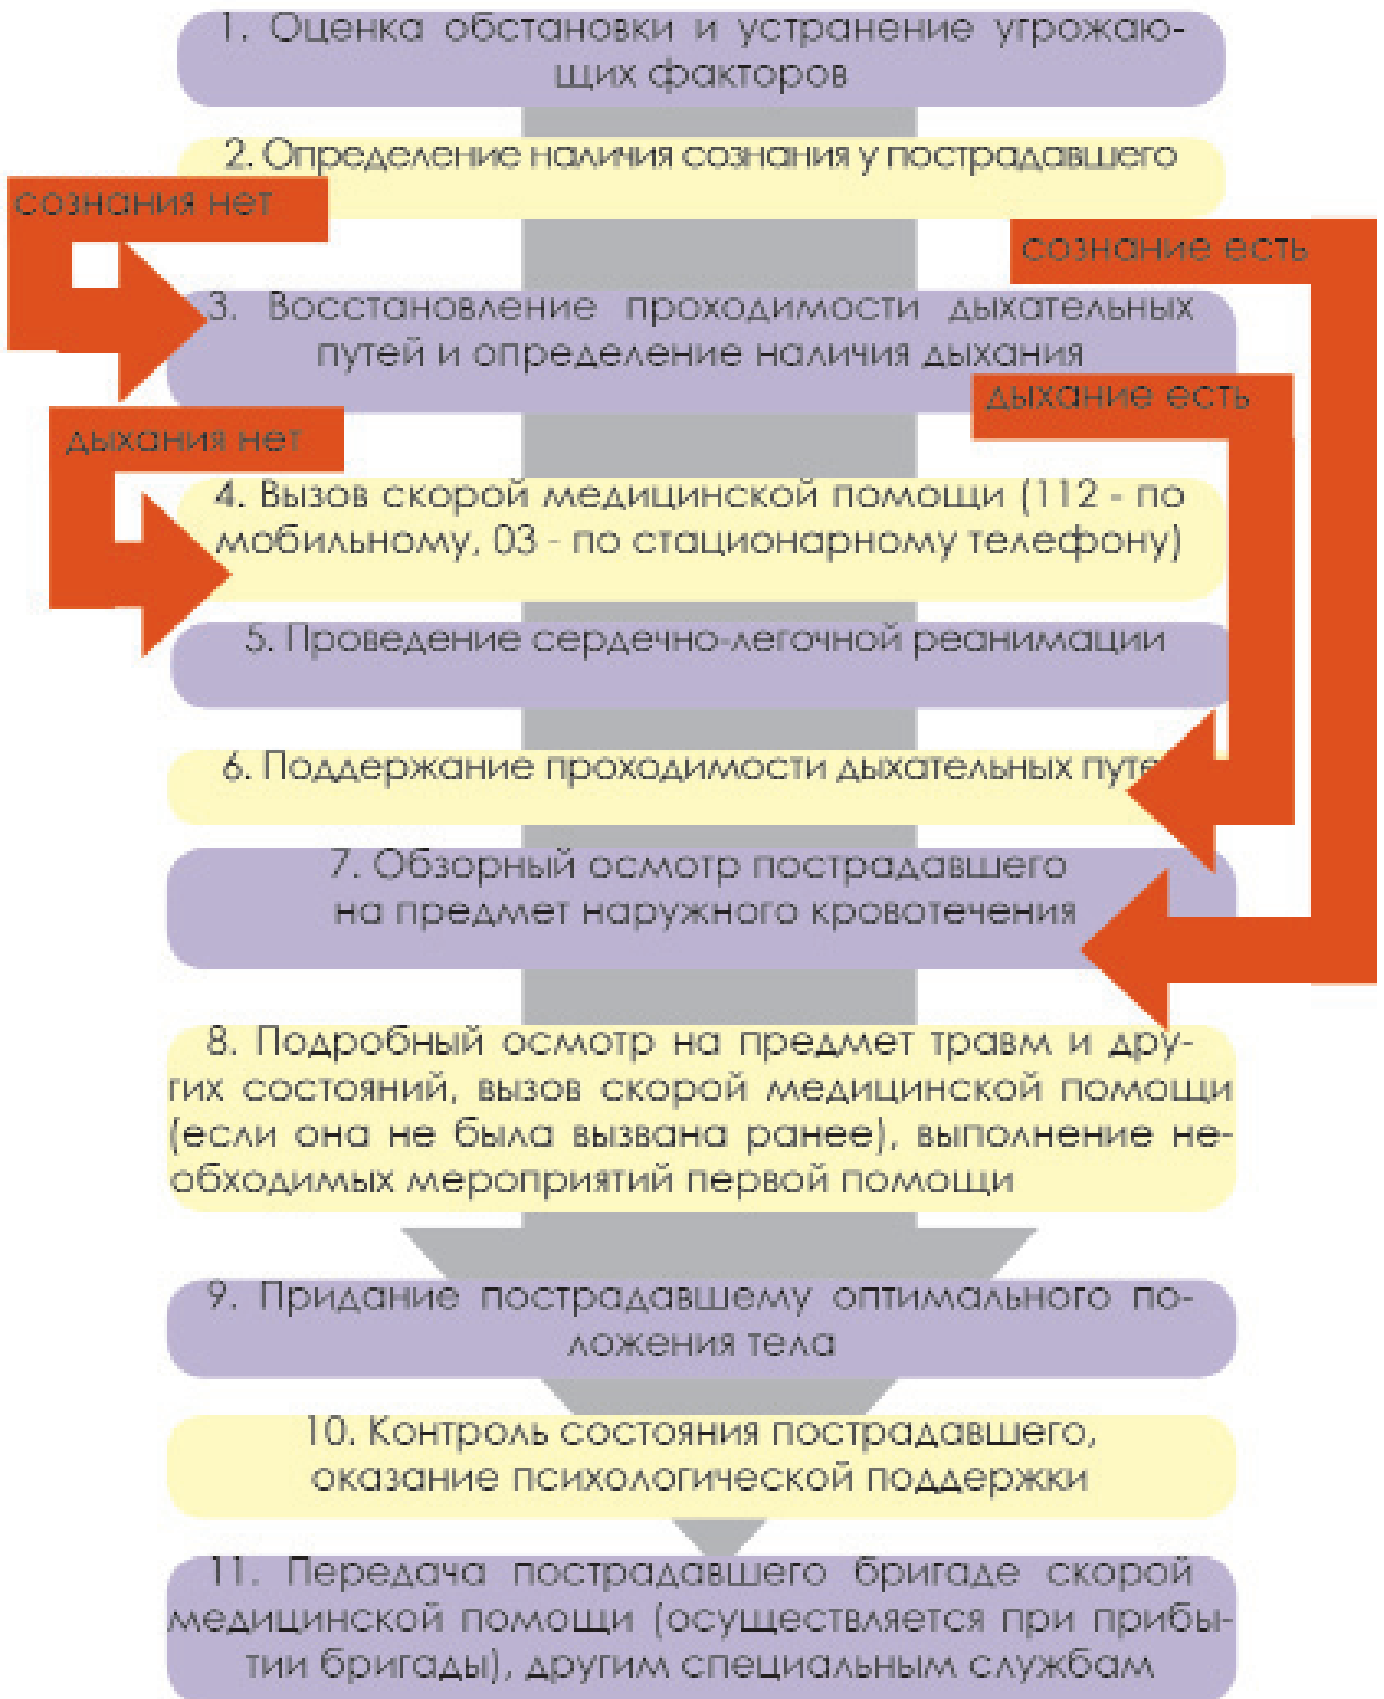 1. Оценка обстановки и устранение угрожаю-
щих факторов
2. Определение наличия сознания у пострадавшего
сознания нет
сознание есть
3. Восстановление проходимости дыхательных
путей и определение наличия дыхания
дыхание есть
дыхания нет
4. Вызов скорой медицинской помощи (112 - по
мобильному, 03 - по стационарному телефону)
5. Проведение сердечно-легочной реанимации
6. Поддержание проходимости дыхательных путе
7. Обзорный осмотр пострадавшего
на предмет наружного кровотечения
8. Подробный осмотр на предмет травм и дру-
гих состояний, вызов скорой медицинской помощи
(если она не была вызвана ранее), выполнение не-
обходимых мероприятий первой помощи
9. Придание пострадавшему оптимального по-
ложения тела
10. Контроль состояния пострадавшего,
оказание психологической поддержки
11. Передача пострадавшего бригаде скорой
медицинской помощи (осуществляется при прибы-
тии бригады), другим специальным службам